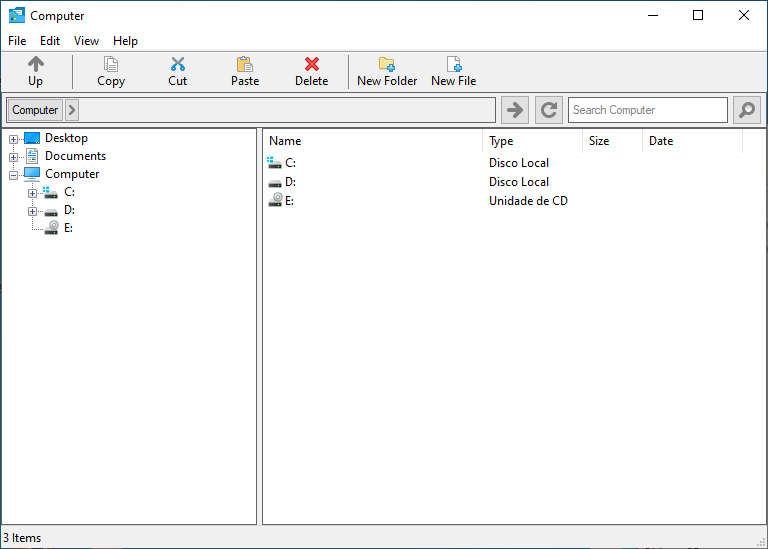 Computer
File Edit View Help
Up Copy Cut Paste Delete New Folder New File
Computer Search Computer
Desktop
Documents
Computer
C:
D:
E:
Name Type Size Date
C: Disco Local
D: Disco Local
E: Unidade de CD
3 Items